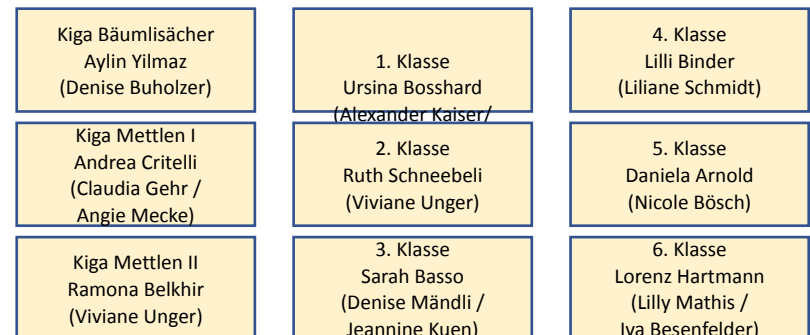 Kiga Bäumlisächer
Aylin Yilmaz
(Denise Buholzer)
Kiga Mettlen I
Andrea Critelli
(Claudia Gehr /
Angie Mecke)
Kiga Mettlen II
Ramona Belkhir
(Viviane Unger)
1. Klasse
Ursina Bosshard
(Alexander Kaiser/
2. Klasse
Ruth Schneebeli
(Viviane Unger)
3. Klasse
Sarah Basso
(Denise Mändli /
Jeannine Kuen)
4. Klasse
Lilli Binder
(Liliane Schmidt)
5. Klasse
Daniela Arnold
(Nicole Bösch)
6. Klasse
Lorenz Hartmann
(Lilly Mathis /
Iva Besenfelder)